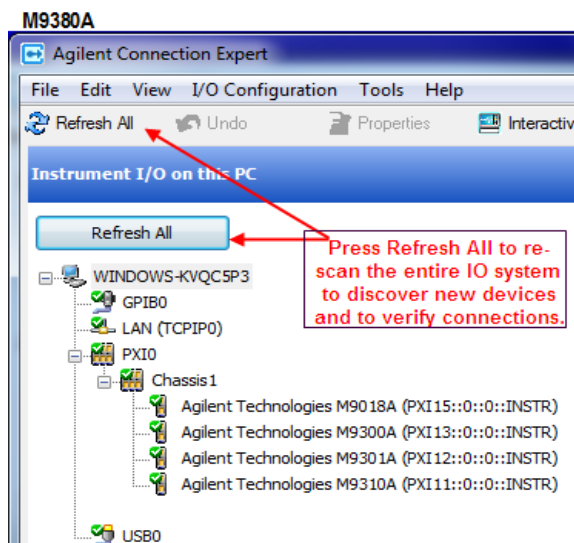 M9380A
Agilent Connection Expert
File Edit View I/O Configuration Tools Help
Refresh All Undo Properties Interactiv
Instrument I/O on this PC
Refresh All
Press Refresh All to re-
scan the entire IO system
to discover new devices
and to verify connections.
WINDOWS-KVQC5P3
GPIB0
LAN (TCPIP0)
PXI0
Chassis1
Agilent Technologies M9018A (PXI15::0::0::INSTR)
Agilent Technologies M9300A (PXI13::0::0::INSTR)
Agilent Technologies M9301A (PXI12::0::0::INSTR)
Agilent Technologies M9310A (PXI11::0::0::INSTR)
USB0